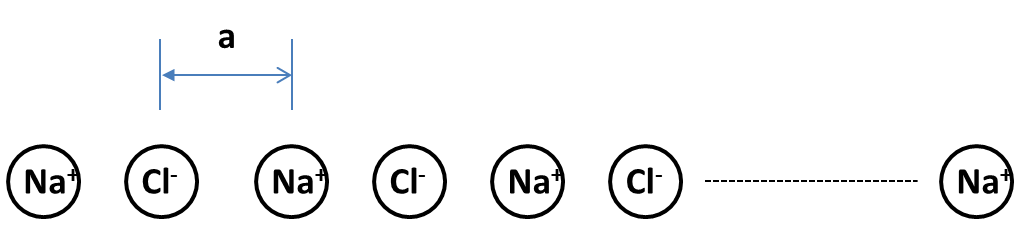 a
Na+ Cl- Na+ Cl- Na+ Cl- Na+